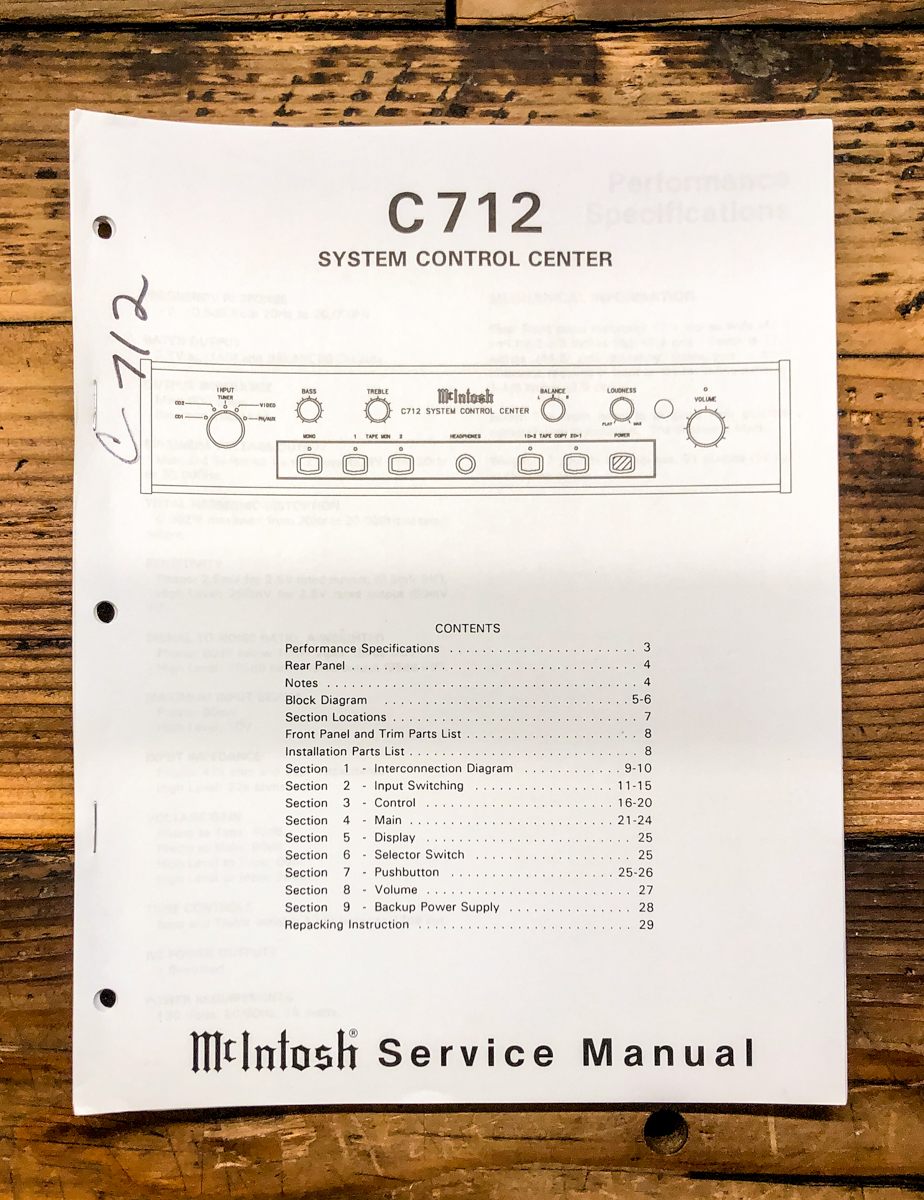 C 712
SYSTEM CONTROL CENTER
C 712
INPUT
TUNER
CD2
VIDEO
CD1
PH/AUX
BASS
TREBLE
McIntosh
C712 SYSTEM CONTROL CENTER
BALANCE
L R
LOUDNESS
FLAT MAX
VOLUME
MONO
1 TAPE MON 2
HEADPHONES
1▷2 TAPE COPY 2▷1
POWER
CONTENTS
Performance Specifications . . . . . . . . . . . . . . . . . . . . . . . . 3
Rear Panel . . . . . . . . . . . . . . . . . . . . . . . . . . . . . . . . . . . . . 4
Notes . . . . . . . . . . . . . . . . . . . . . . . . . . . . . . . . . . . . . . . . 4
Block Diagram . . . . . . . . . . . . . . . . . . . . . . . . . . . . . . . 5-6
Section Locations . . . . . . . . . . . . . . . . . . . . . . . . . . . . . . . 7
Front Panel and Trim Parts List . . . . . . . . . . . . . . . . . . . . . . 8
Installation Parts List . . . . . . . . . . . . . . . . . . . . . . . . . . . . . 8
Section 1 - Interconnection Diagram . . . . . . . . . . . . 9-10
Section 2 - Input Switching . . . . . . . . . . . . . . . . . . 11-15
Section 3 - Control . . . . . . . . . . . . . . . . . . . . . . . . 16-20
Section 4 - Main . . . . . . . . . . . . . . . . . . . . . . . . . . 21-24
Section 5 - Display . . . . . . . . . . . . . . . . . . . . . . . . . . . 25
Section 6 - Selector Switch . . . . . . . . . . . . . . . . . . . . . 25
Section 7 - Pushbutton . . . . . . . . . . . . . . . . . . . . . 25-26
Section 8 - Volume . . . . . . . . . . . . . . . . . . . . . . . . . . 27
Section 9 - Backup Power Supply . . . . . . . . . . . . . . . . 28
Repacking Instruction . . . . . . . . . . . . . . . . . . . . . . . . . . . . 29
McIntosh® Service Manual
Performance
Specifications